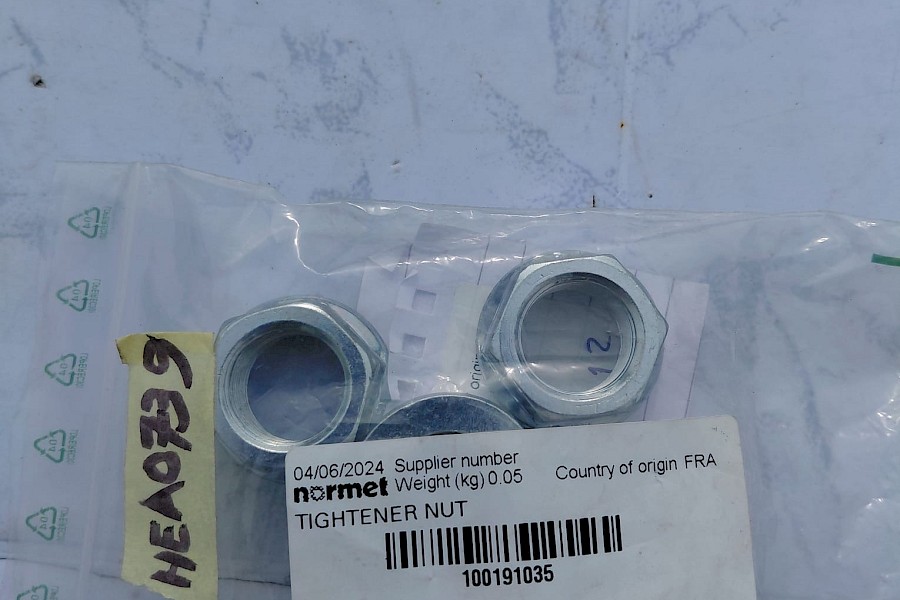 04/06/2024 Supplier number
normet Weight (kg) 0.05 Country of origin FRA
TIGHTENER NUT
100191035
HEA0739
12